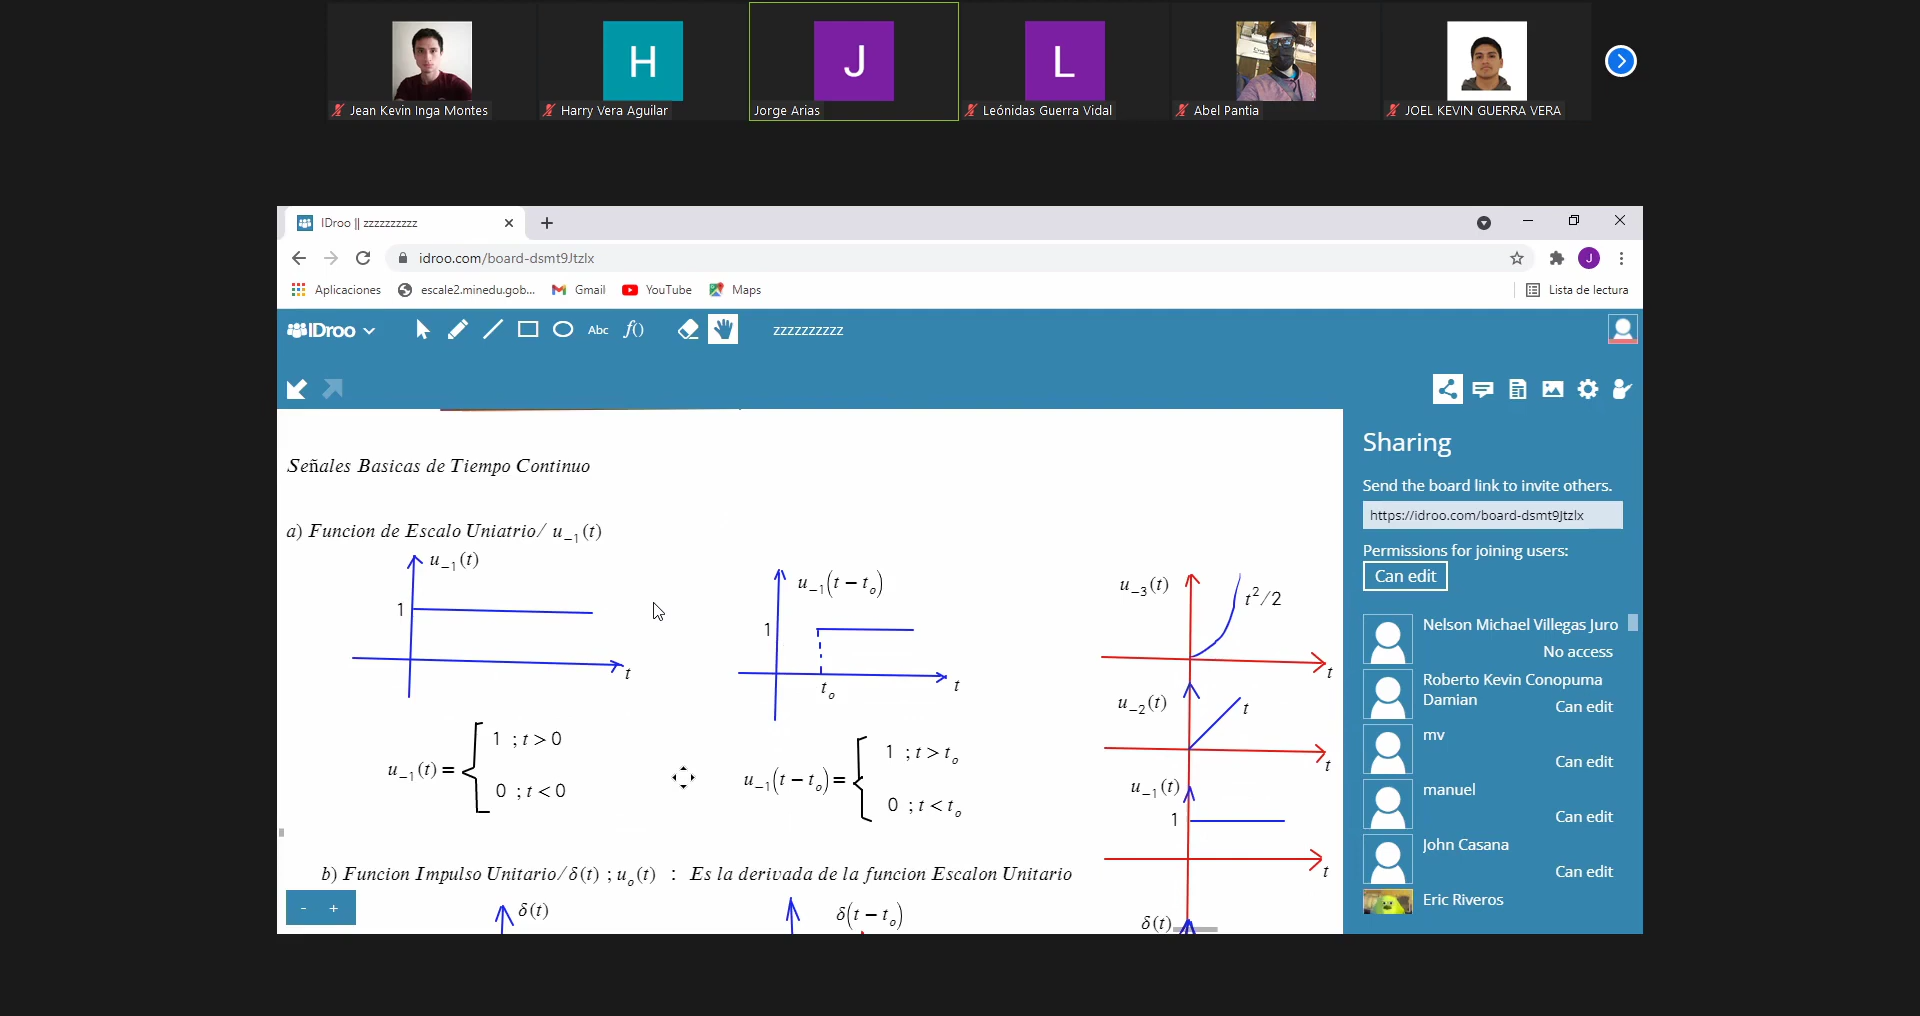 H
J
L
Jean Kevin Inga Montes
Harry Vera Aguilar
Jorge Arias
Leónidas Guerra Vidal
Abel Pantia
JOEL KEVIN GUERRA VERA
IDroo || zzzzzzzzzz
idroo.com/board-dsmt9Jtzlx
J
Aplicaciones
escale2.minedu.gob...
Gmail
YouTube
Maps
Lista de lectura
IDroo
Abc
f()
zzzzzzzzzz
Señales Basicas de Tiempo Continuo
a) Funcion de Escalo Uniatrio/ u₋₁(t)
u₋₁(t)
1
t
u₋₁(t − tₒ)
1
tₒ
t
u₋₁(t) = { 1 ; t > 0
0 ; t < 0
u₋₁(t − tₒ) = { 1 ; t > tₒ
0 ; t < tₒ
u₋₃(t)
t²/2
t
u₋₂(t)
t
t
u₋₁(t)
1
t
δ(t)
b) Funcion Impulso Unitario/δ(t) ; uₒ(t) : Es la derivada de la funcion Escalon Unitario
δ(t)
δ(t − tₒ)
- +
Sharing
Send the board link to invite others.
https://idroo.com/board-dsmt9Jtzlx
Permissions for joining users:
Can edit
Nelson Michael Villegas Juro
No access
Roberto Kevin Conopuma
Damian
Can edit
mv
Can edit
manuel
Can edit
John Casana
Can edit
Eric Riveros